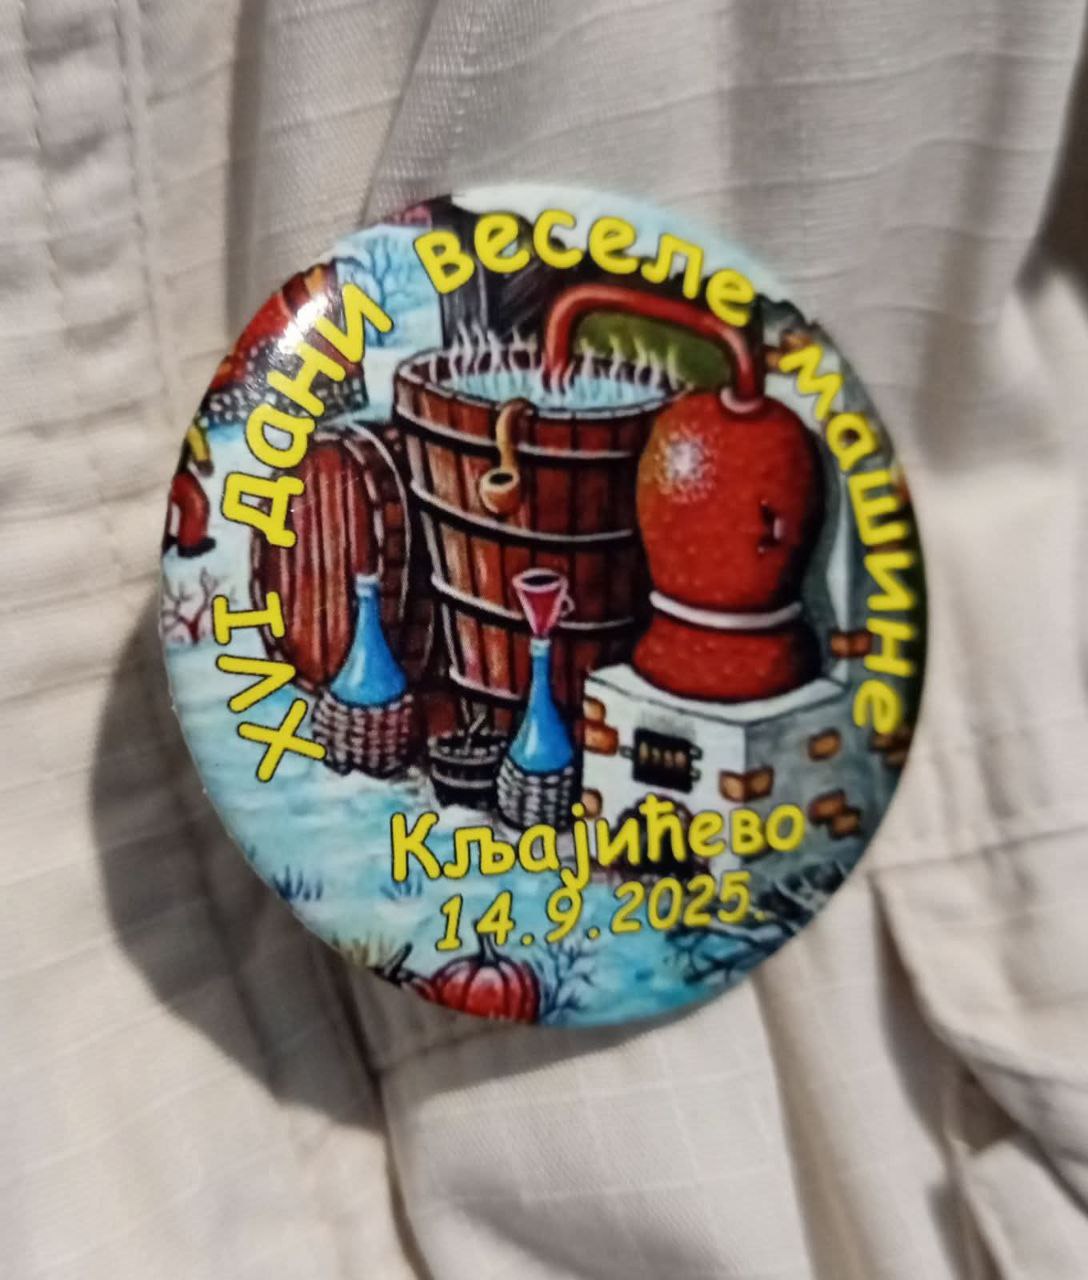 XVI Дани веселе машине
Кљајићево
14.9.2025.